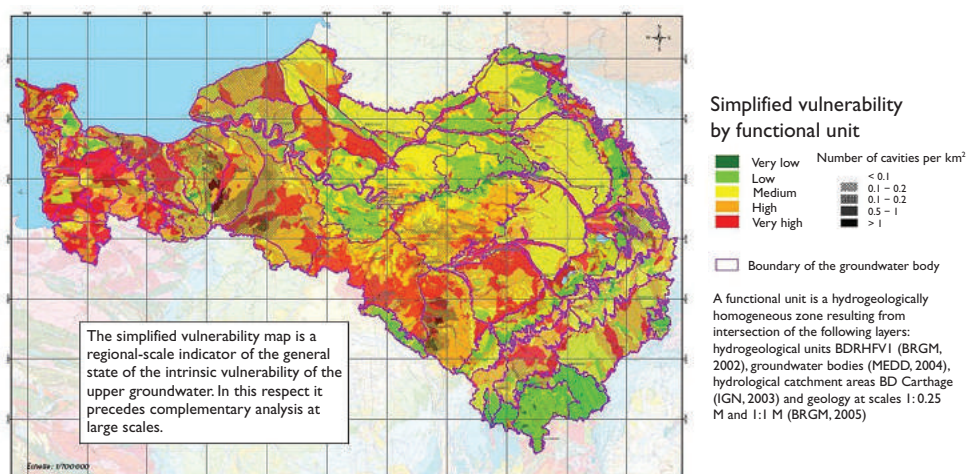 The simplified vulnerability map is a
regional-scale indicator of the general
state of the intrinsic vulnerability of the
upper groundwater. In this respect it
precedes complementary analysis at
large scales.
Echelle: 1/700 000
Simplified vulnerability
by functional unit
Very low
Low
Medium
High
Very high
Number of cavities per km²
< 0.1
0.1 – 0.2
0.1 – 0.2
0.5 – 1
> 1
Boundary of the groundwater body
A functional unit is a hydrogeologically
homogeneous zone resulting from
intersection of the following layers:
hydrogeological units BDRHFV1 (BRGM,
2002), groundwater bodies (MEDD, 2004),
hydrological catchment areas BD Carthage
(IGN, 2003) and geology at scales 1: 0.25
M and 1:1 M (BRGM, 2005)